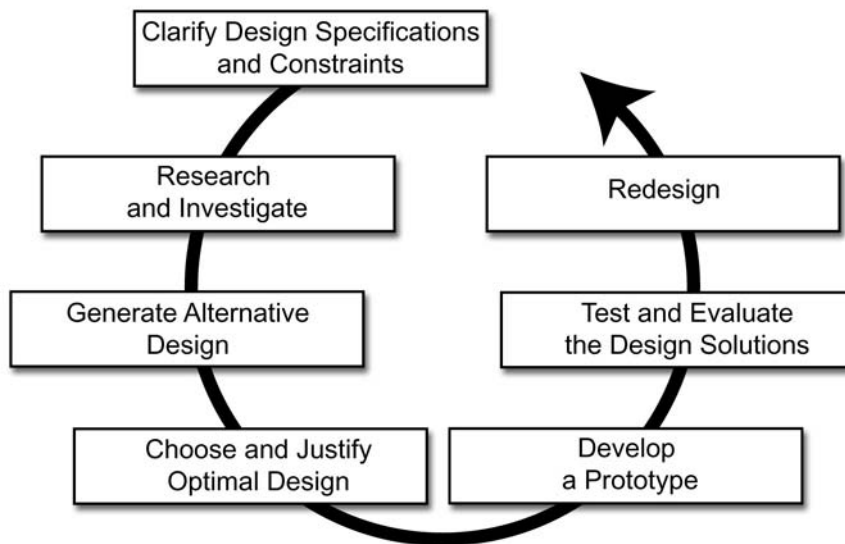 Clarify Design Specifications
and Constraints
Research
and Investigate
Generate Alternative
Design
Choose and Justify
Optimal Design
Develop
a Prototype
Test and Evaluate
the Design Solutions
Redesign